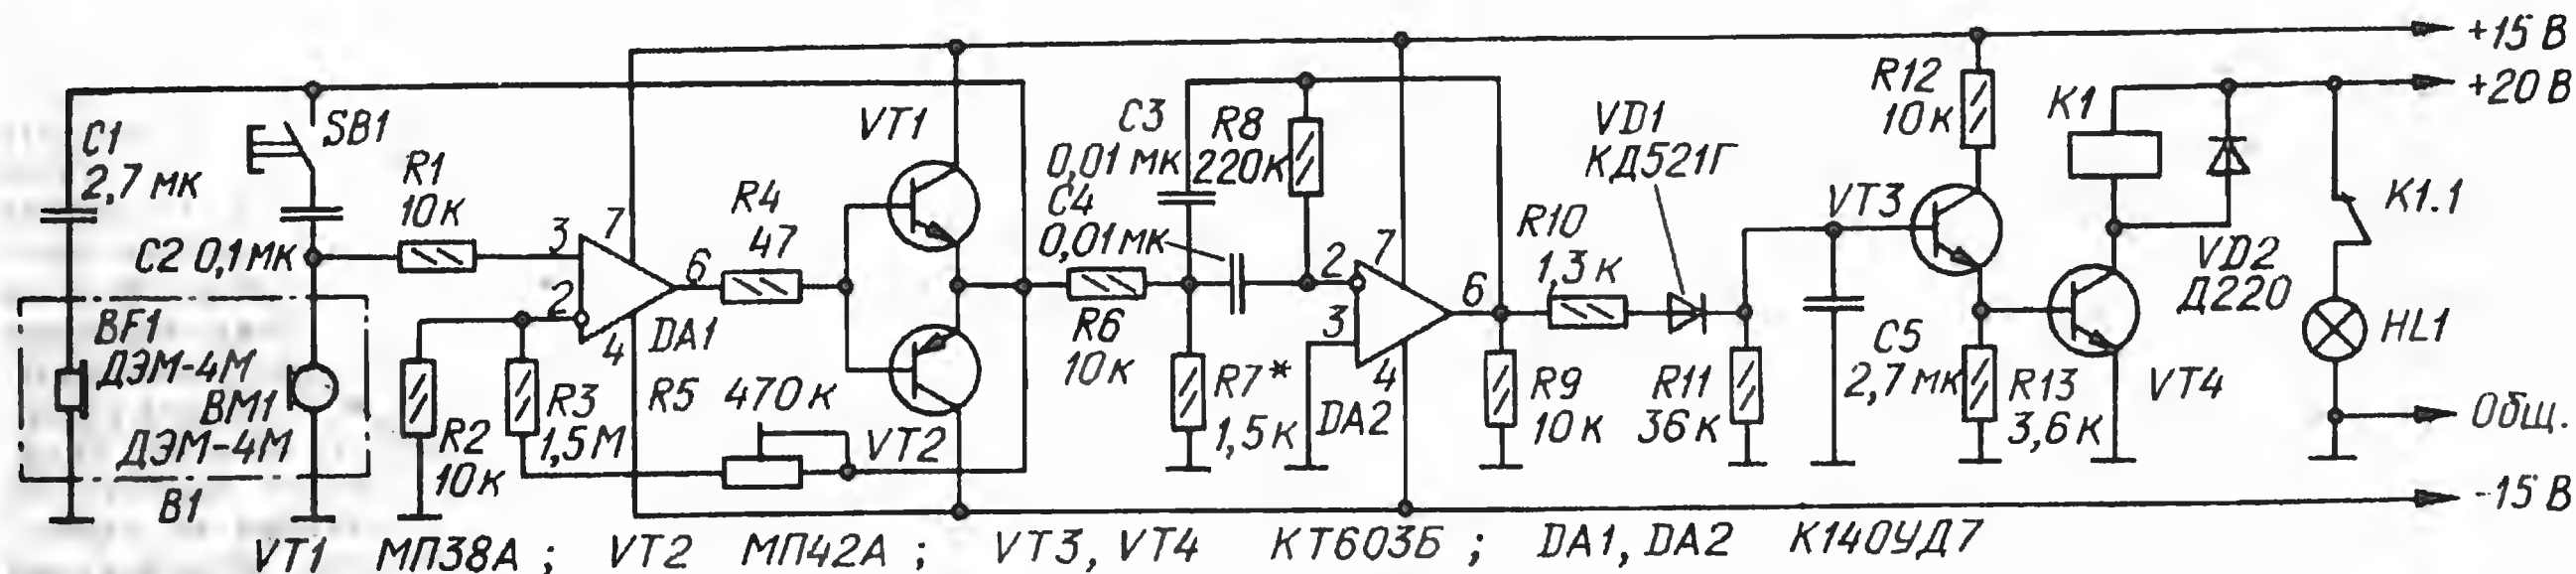 +15 В
+20 В
C1
2,7 мк
SB1
C2 0,1 мк
R1
10 к
3
2
7
6
4
DA1
R4
47
VT1
VT2
R2
10 к
R3
1,5 М
R5
470 к
BF1
ДЭМ-4М
BM1
ДЭМ-4М
B1
C3
0,01 мк
C4
0,01 мк
R8
220 к
R6
10 к
R7*
1,5 к
2
3
7
6
4
DA2
R9
10 к
R10
1,3 к
VD1
КД521Г
R11
36 к
C5
2,7 мк
VT3
R12
10 к
R13
3,6 к
VT4
K1
VD2
Д220
K1.1
HL1
Общ.
-15 В
VT1 МП38А ; VT2 МП42А ; VT3, VT4 КТ603Б ; DA1, DA2 К140УД7